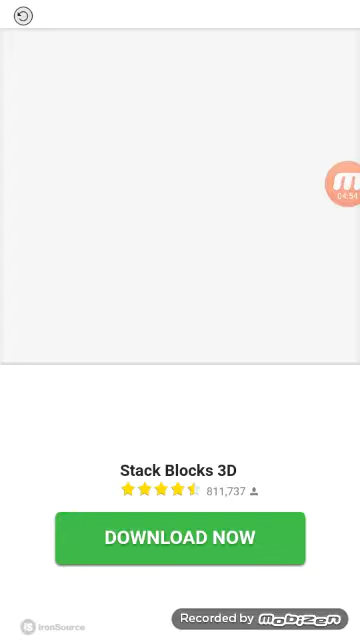 04:54
Stack Blocks 3D
811,737
DOWNLOAD NOW
ironSource
Recorded by MOBIZEN